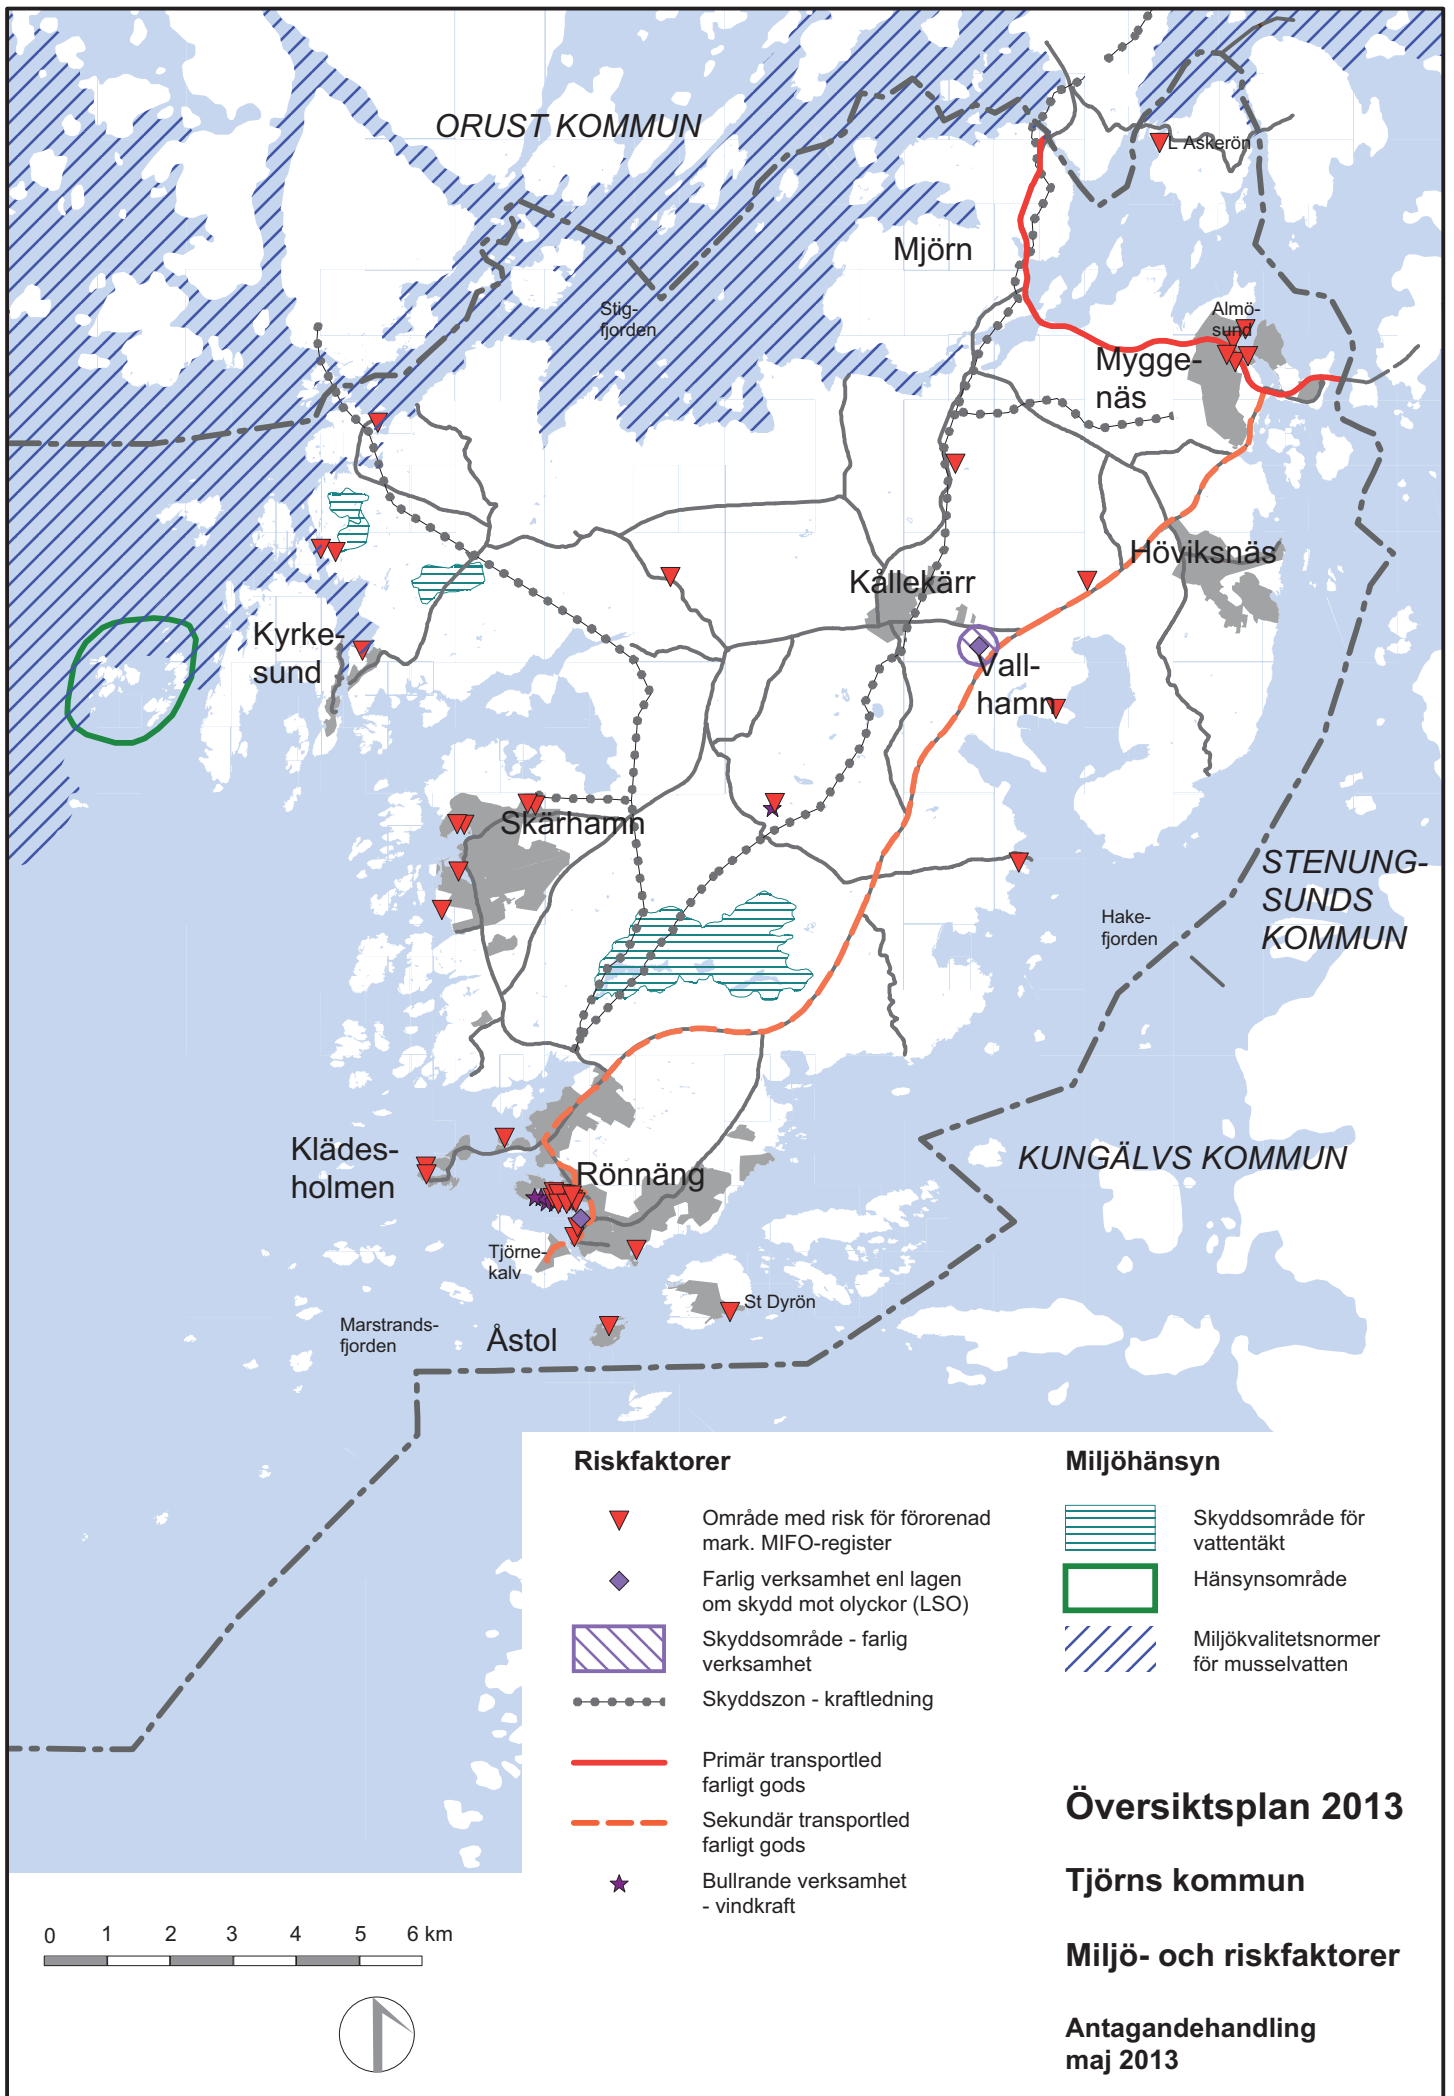 ORUST KOMMUN
L Askerön
Mjörn
Stig-
fjorden
Almö-
sund
Mygge-
näs
Höviksnäs
Kållekärr
Kyrke-
sund
Vall-
hamn
Skärhamn
STENUNG-
SUNDS
KOMMUN
Hake-
fjorden
Klädes-
holmen
Rönnäng
KUNGÄLVS KOMMUN
Tjörne-
kalv
St Dyrön
Marstrands-
fjorden
Åstol
Riskfaktorer
Område med risk för förorenad
mark. MIFO-register
Farlig verksamhet enl lagen
om skydd mot olyckor (LSO)
Skyddsområde - farlig
verksamhet
Skyddszon - kraftledning
Primär transportled
farligt gods
Sekundär transportled
farligt gods
Bullrande verksamhet
- vindkraft
Miljöhänsyn
Skyddsområde för
vattentäkt
Hänsynsområde
Miljökvalitetsnormer
för musselvatten
Översiktsplan 2013
Tjörns kommun
Miljö- och riskfaktorer
Antagandehandling
maj 2013
0 1 2 3 4 5 6 km